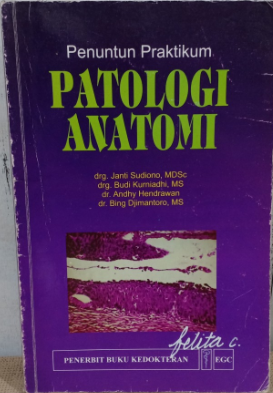 Penuntun Praktikum
PATOLOGI
ANATOMI
drg. Janti Sudiono, MDSc
drg. Budi Kurniadhi, MS
dr. Andhy Hendrawan
dr. Bing Djimantoro, MS
felita c.
PENERBIT BUKU KEDOKTERAN EGC